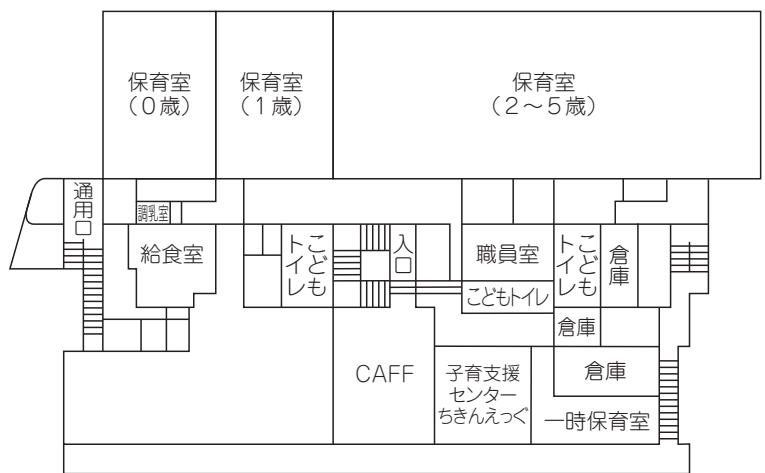 保育室
（０歳）
保育室
（１歳）
保育室
（２～５歳）
通用口
調乳室
給食室
こども
トイレ
入口
職員室
こどもトイレ
こども
トイレ
倉庫
倉庫
CAFF
子育支援
センター
ちきんえっぐ
倉庫
一時保育室